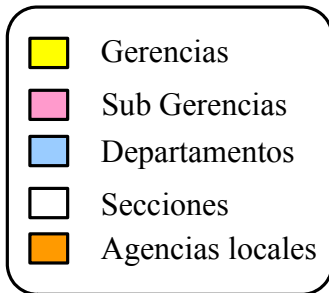 Gerencias
Sub Gerencias
Departamentos
Secciones
Agencias locales